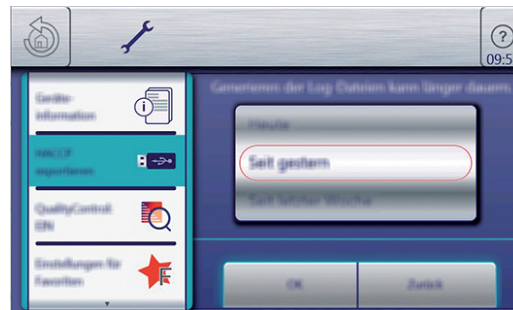 ?
09:5
Generieren der Log Dateien kann länger dauern.
Geräte-
information
HACCP
exportieren
QualityControl:
EIN
Einstellungen für
Favoriten
F
Heute
Seit gestern
Seit letzter Woche
OK
Zurück